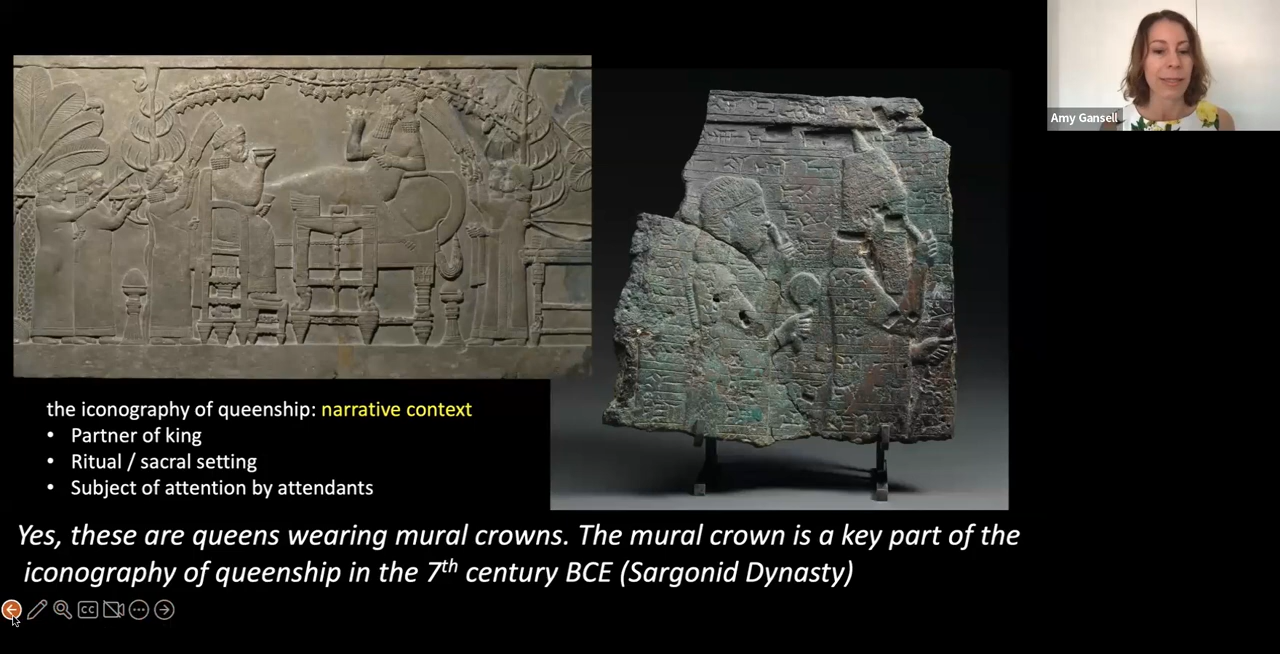 Amy Gansell
the iconography of queenship: narrative context
• Partner of king
• Ritual / sacral setting
• Subject of attention by attendants
Yes, these are queens wearing mural crowns. The mural crown is a key part of the
iconography of queenship in the 7th century BCE (Sargonid Dynasty)
CC